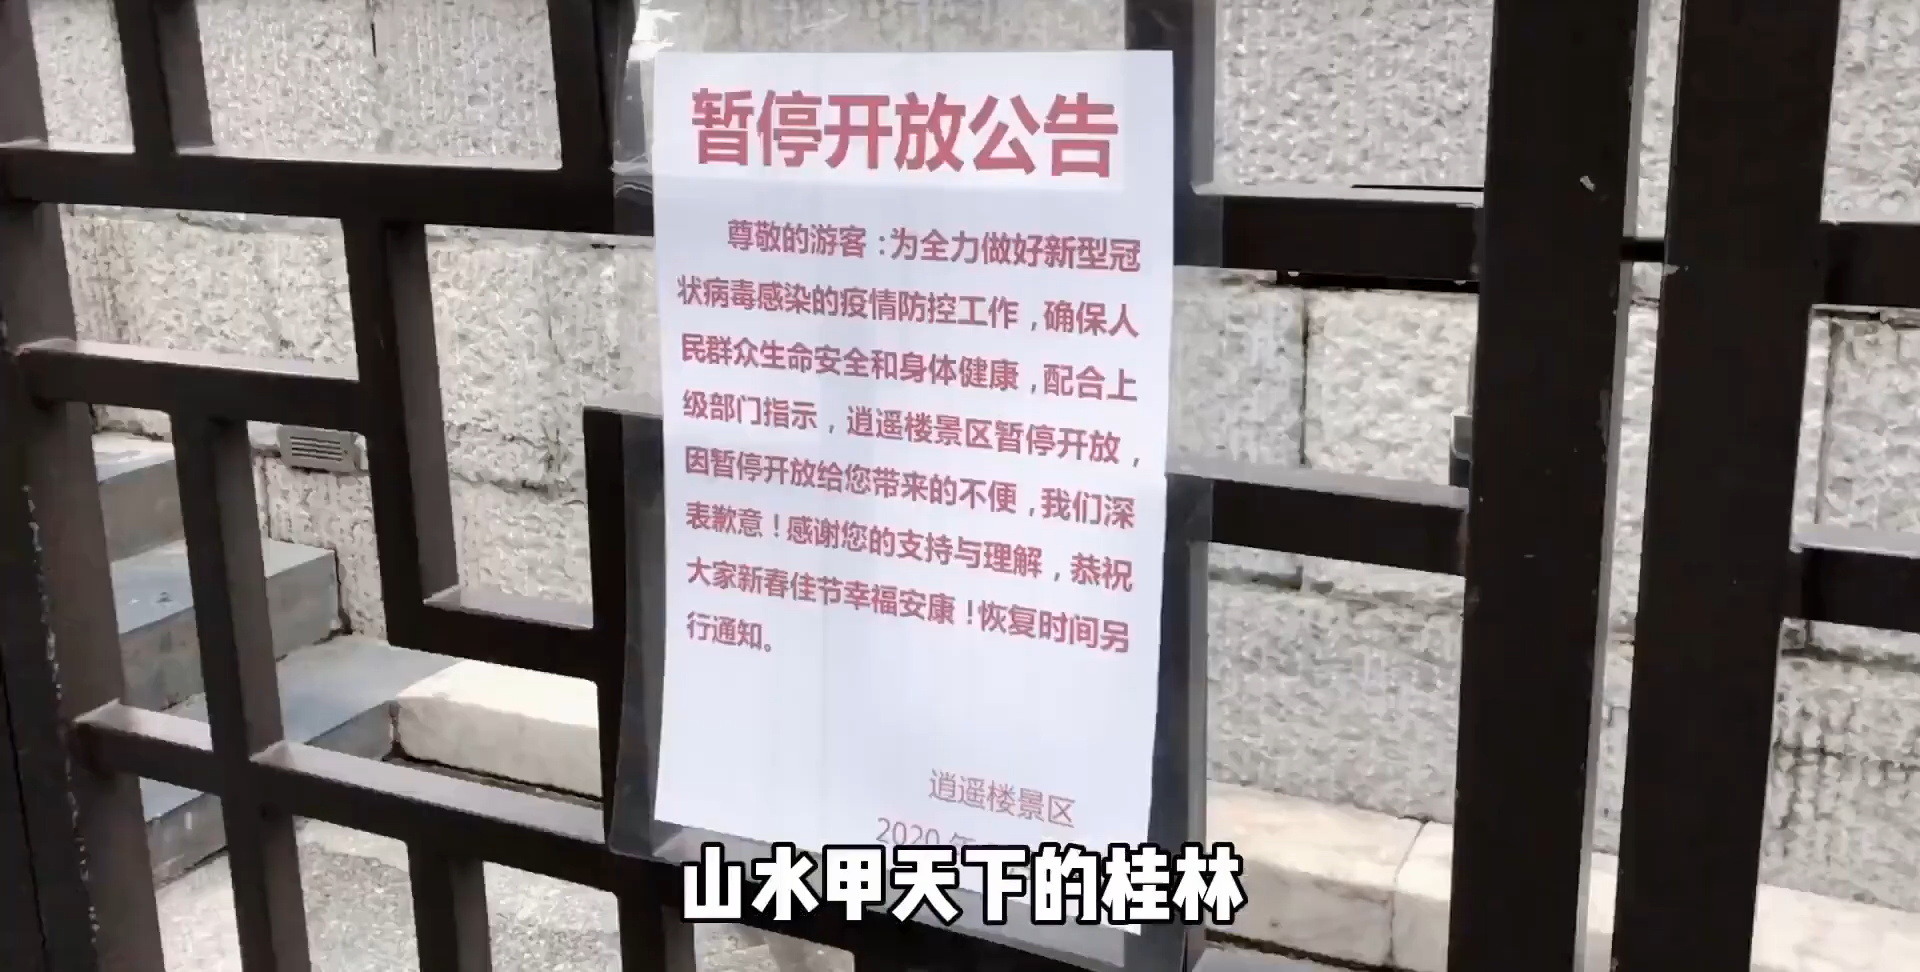 暂停开放公告
尊敬的游客：为全力做好新型冠
状病毒感染的疫情防控工作，确保人
民群众生命安全和身体健康，配合上
级部门指示，逍遥楼景区暂停开放，
因暂停开放给您带来的不便，我们深
表歉意！感谢您的支持与理解，恭祝
大家新春佳节幸福安康！恢复时间另
行通知。
逍遥楼景区
2020 年
山水甲天下的桂林